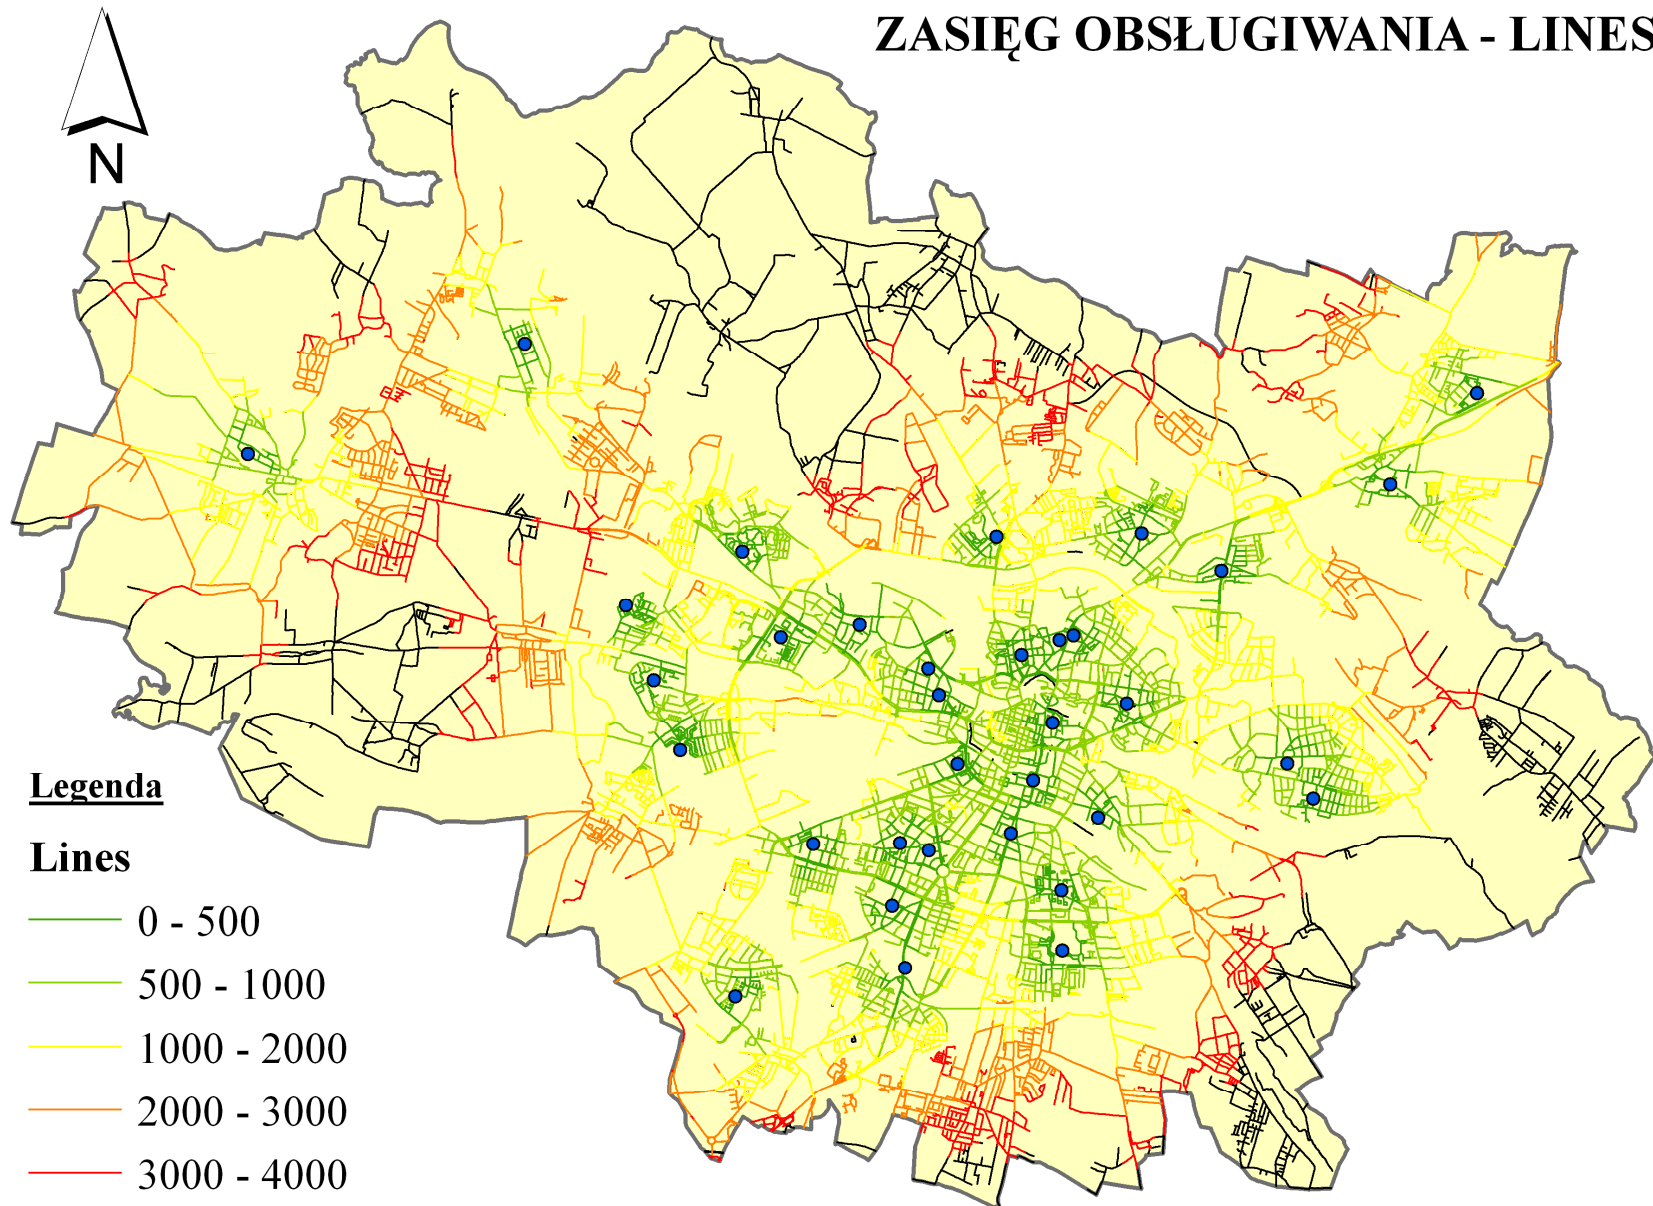 ZASIĘG OBSŁUGIWANIA - LINES
N
Legenda
Lines
0 - 500
500 - 1000
1000 - 2000
2000 - 3000
3000 - 4000